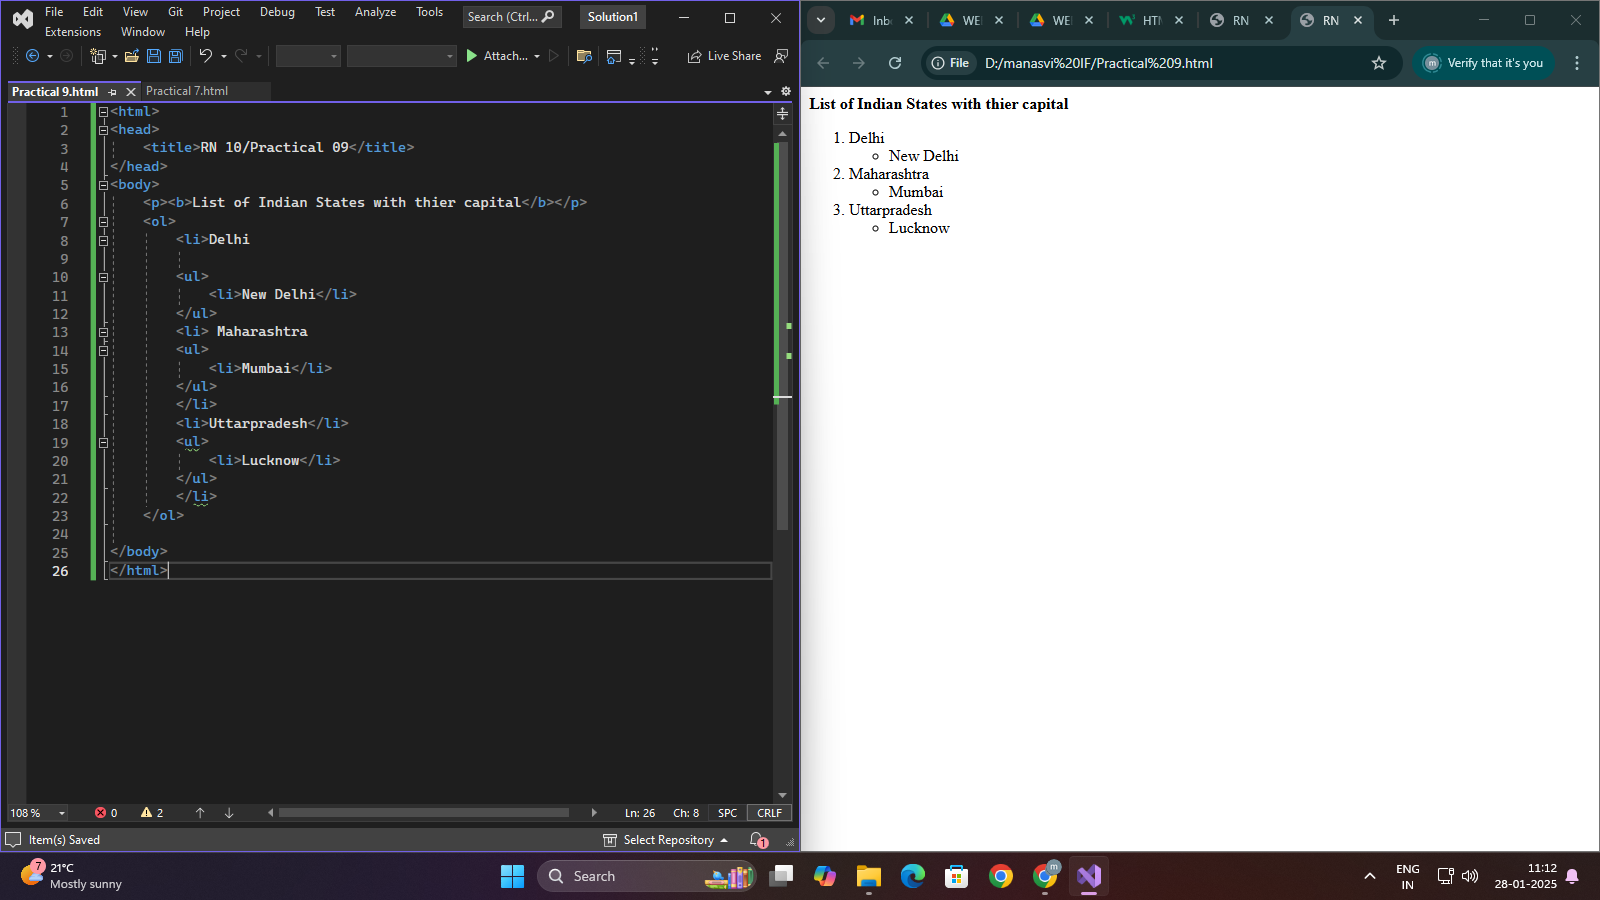 File Edit View Git Project Debug Test Analyze Tools Search (Ctrl... Solution1
Extensions Window Help
Attach... Live Share
Practical 9.html Practical 7.html
1 <html>
2 <head>
3 <title>RN 10/Practical 09</title>
4 </head>
5 <body>
6 <p><b>List of Indian States with thier capital</b></p>
7 <ol>
8 <li>Delhi
9
10 <ul>
11 <li>New Delhi</li>
12 </ul>
13 <li> Maharashtra
14 <ul>
15 <li>Mumbai</li>
16 </ul>
17 </li>
18 <li>Uttarpradesh</li>
19 <ul>
20 <li>Lucknow</li>
21 </ul>
22 </li>
23 </ol>
24
25 </body>
26 </html>
108 % 0 2 Ln: 26 Ch: 8 SPC CRLF
Item(s) Saved Select Repository 1
Inb WE WE HTM RN RN
File D:/manasvi%20IF/Practical%209.html m Verify that it's you
List of Indian States with thier capital
1. Delhi
New Delhi
2. Maharashtra
Mumbai
3. Uttarpradesh
Lucknow
7 21°C
Mostly sunny
Search
m
ENG
IN
11:12
28-01-2025